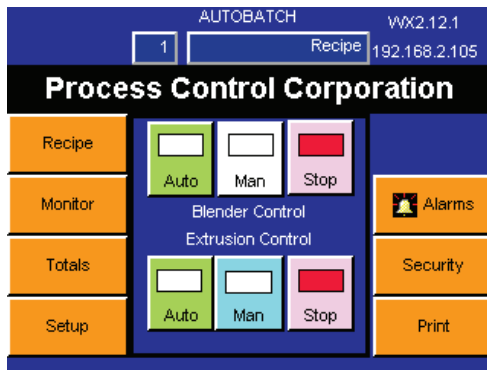 AUTOBATCH
WX2.12.1
1
Recipe
192.168.2.105
Process Control Corporation
Recipe
Auto
Man
Stop
Monitor
Blender Control
Alarms
Extrusion Control
Totals
Security
Setup
Auto
Man
Stop
Print